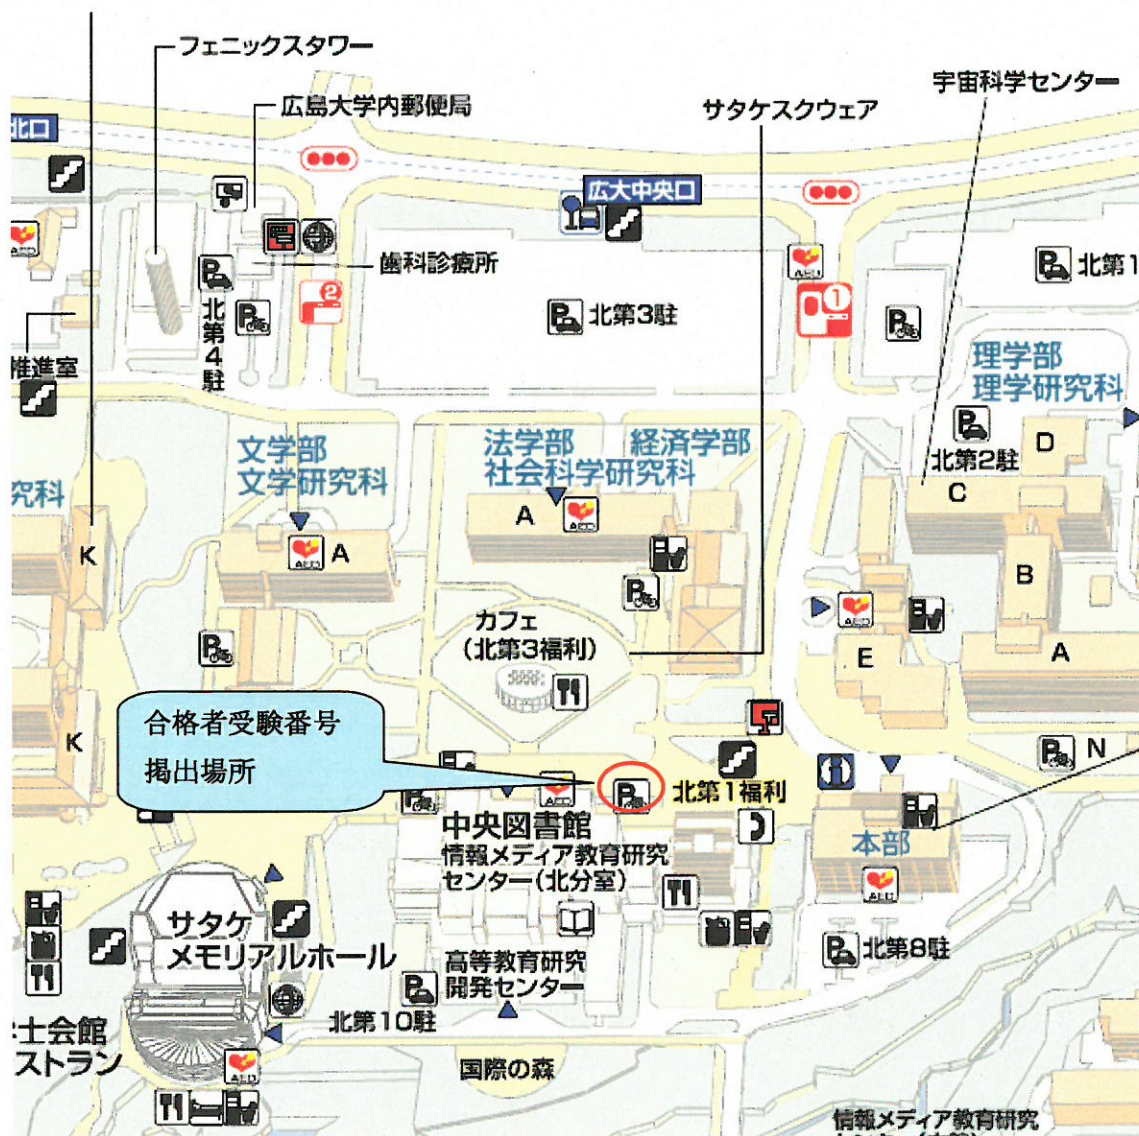 フェニックスタワー
宇宙科学センター
広島大学内郵便局
サタケスクウェア
北口
広大中央口
AED
AED
歯科診療所
P
P
北第1
2
1
北第4駐
P
P
北第3駐
P
推進室
理学部
理学研究科
文学部
文学研究科
法学部
社会科学研究科
経済学部
P
北第2駐
D
C
究科
K
A
AED
A
AED
B
P
AED
カフェ
(北第3福利)
P
E
A
合格者受験番号
掲出場所
K
P
N
AED
P
北第1福利
中央図書館
情報メディア教育研究
センター(北分室)
本部
AED
サタケ
メモリアルホール
高等教育研究
開発センター
P
北第8駐
P
北第10駐
士会館
ストラン
AED
国際の森
情報メディア教育研究